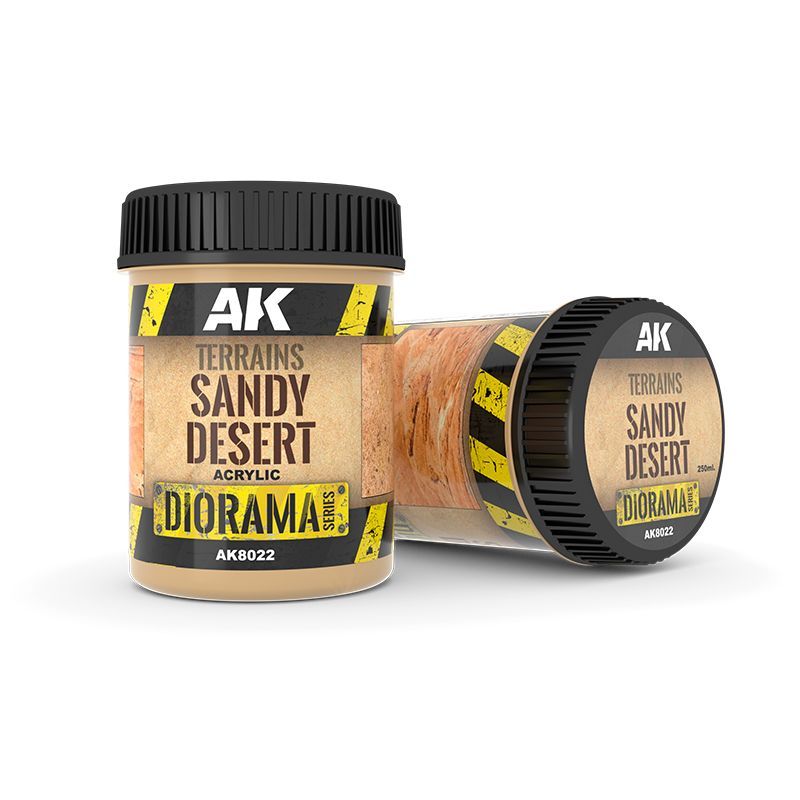 AK
TERRAINS
SANDY
DESERT
ACRYLIC
DIORAMA
SERIES
AK8022
AK
TERRAINS
SANDY
DESERT
250ml.
DIORAMA
SERIES
AK8022